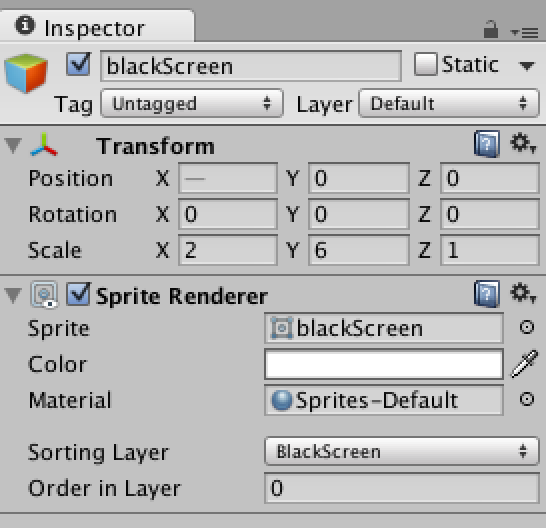 Inspector
blackScreen Static
Tag Untagged Layer Default
Transform
Position X — Y 0 Z 0
Rotation X 0 Y 0 Z 0
Scale X 2 Y 6 Z 1
Sprite Renderer
Sprite blackScreen
Color
Material Sprites-Default
Sorting Layer BlackScreen
Order in Layer 0